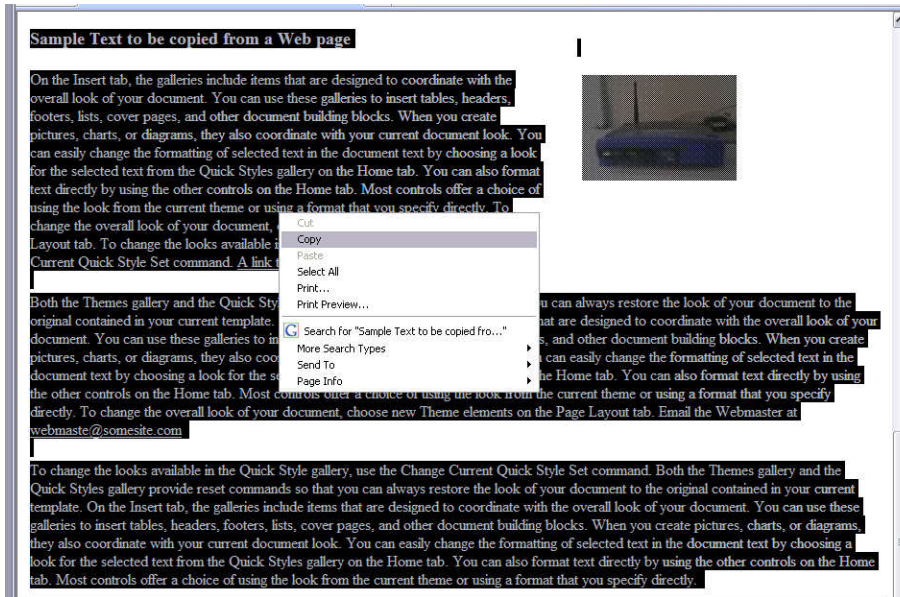 Sample Text to be copied from a Web page
On the Insert tab, the galleries include items that are designed to coordinate with the
overall look of your document. You can use these galleries to insert tables, headers,
footers, lists, cover pages, and other document building blocks. When you create
pictures, charts, or diagrams, they also coordinate with your current document look. You
can easily change the formatting of selected text in the document text by choosing a look
for the selected text from the Quick Styles gallery on the Home tab. You can also format
text directly by using the other controls on the Home tab. Most controls offer a choice of
using the look from the current theme or using a format that you specify directly. To
change the overall look of your document,
Layout tab. To change the looks available
Current Quick Style Set command. A link
Cut
Copy
Paste
Select All
Print...
Print Preview...
Search for "Sample Text to be copied fro..."
More Search Types
Send To
Page Info
Both the Themes gallery and the Quick can always restore the look of your document to the
original contained in your current template. that are designed to coordinate with the overall look of your
document. You can use these galleries to and other document building blocks. When you create
pictures, charts, or diagrams, they also can easily change the formatting of selected text in the
document text by choosing a look for the Home tab. You can also format text directly by using
the other controls on the Home tab. Most controls offer a choice of using the look from the current theme or using a format that you specify
directly. To change the overall look of your document, choose new Theme elements on the Page Layout tab. Email the Webmaster at
webmaste@somesite.com
To change the looks available in the Quick Style gallery, use the Change Current Quick Style Set command. Both the Themes gallery and the
Quick Styles gallery provide reset commands so that you can always restore the look of your document to the original contained in your current
template. On the Insert tab, the galleries include items that are designed to coordinate with the overall look of your document. You can use these
galleries to insert tables, headers, footers, lists, cover pages, and other document building blocks. When you create pictures, charts, or diagrams,
they also coordinate with your current document look. You can easily change the formatting of selected text in the document text by choosing a
look for the selected text from the Quick Styles gallery on the Home tab. You can also format text directly by using the other controls on the Home
tab. Most controls offer a choice of using the look from the current theme or using a format that you specify directly.